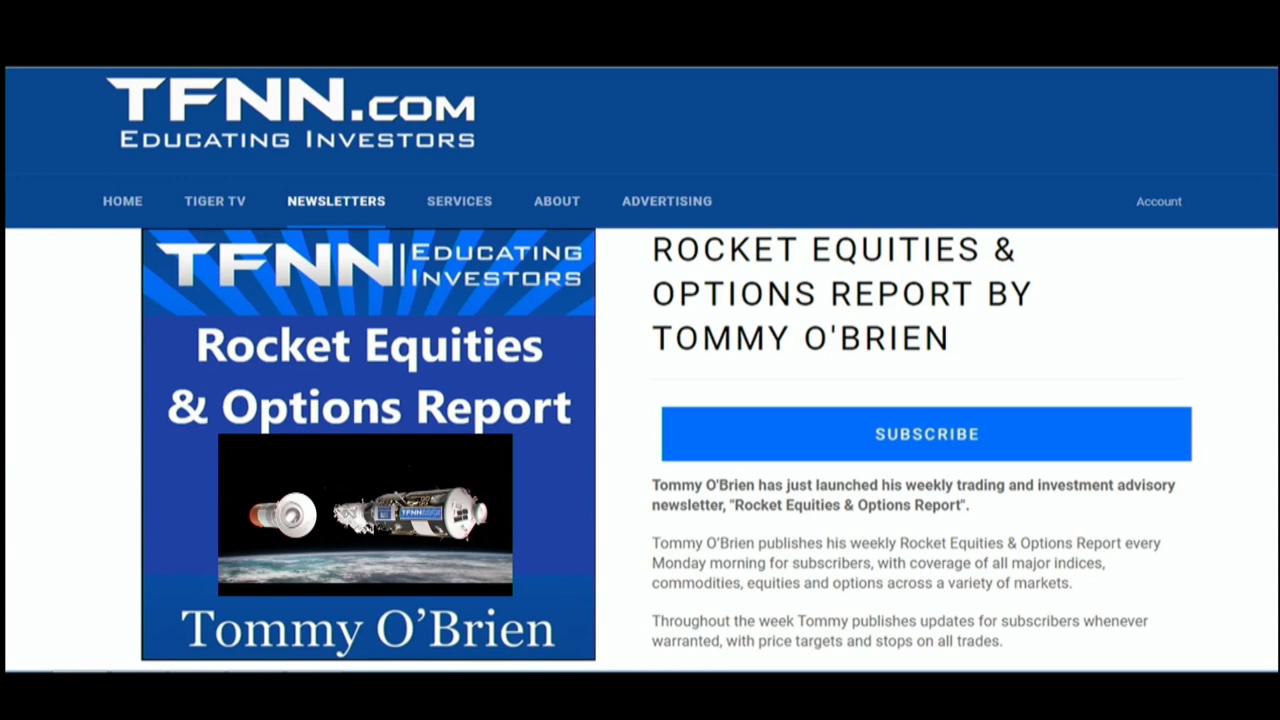 TFNN.COM
EDUCATING INVESTORS
HOME TIGER TV NEWSLETTERS SERVICES ABOUT ADVERTISING Account
TFNN EDUCATING
INVESTORS
Rocket Equities
& Options Report
Tommy O’Brien
ROCKET EQUITIES &
OPTIONS REPORT BY
TOMMY O'BRIEN
SUBSCRIBE
Tommy O'Brien has just launched his weekly trading and investment advisory
newsletter, "Rocket Equities & Options Report".
Tommy O’Brien publishes his weekly Rocket Equities & Options Report every
Monday morning for subscribers, with coverage of all major indices,
commodities, equities and options across a variety of markets.
Throughout the week Tommy publishes updates for subscribers whenever
warranted, with price targets and stops on all trades.